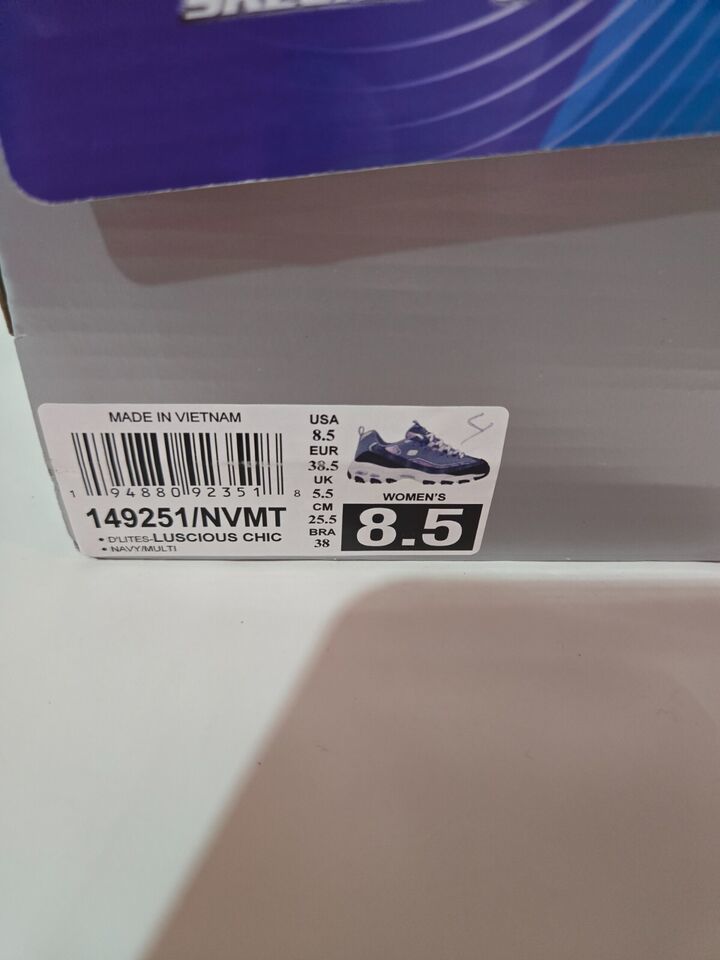 MADE IN VIETNAM
1 94880 92351 8
149251/NVMT
• D'LITES-LUSCIOUS CHIC
• NAVY/MULTI
USA
8.5
EUR
38.5
UK
5.5
CM
25.5
BRA
38
WOMEN'S
8.5